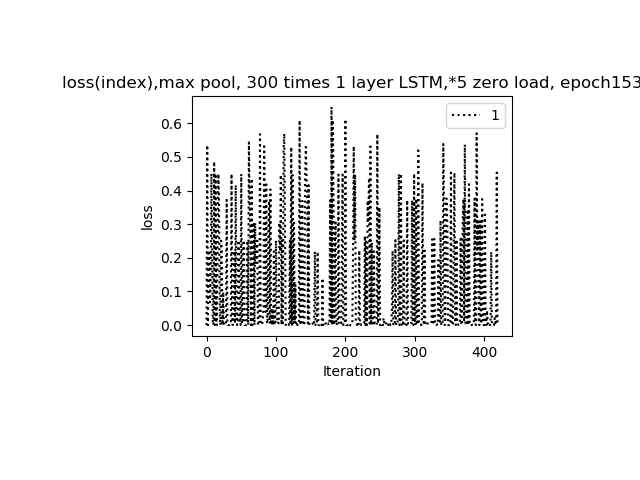 loss(index),max pool, 300 times 1 layer LSTM,*5 zero load, epoch153
1
0.6
0.5
0.4
0.3
0.2
0.1
0.0
loss
0 100 200 300 400
Iteration